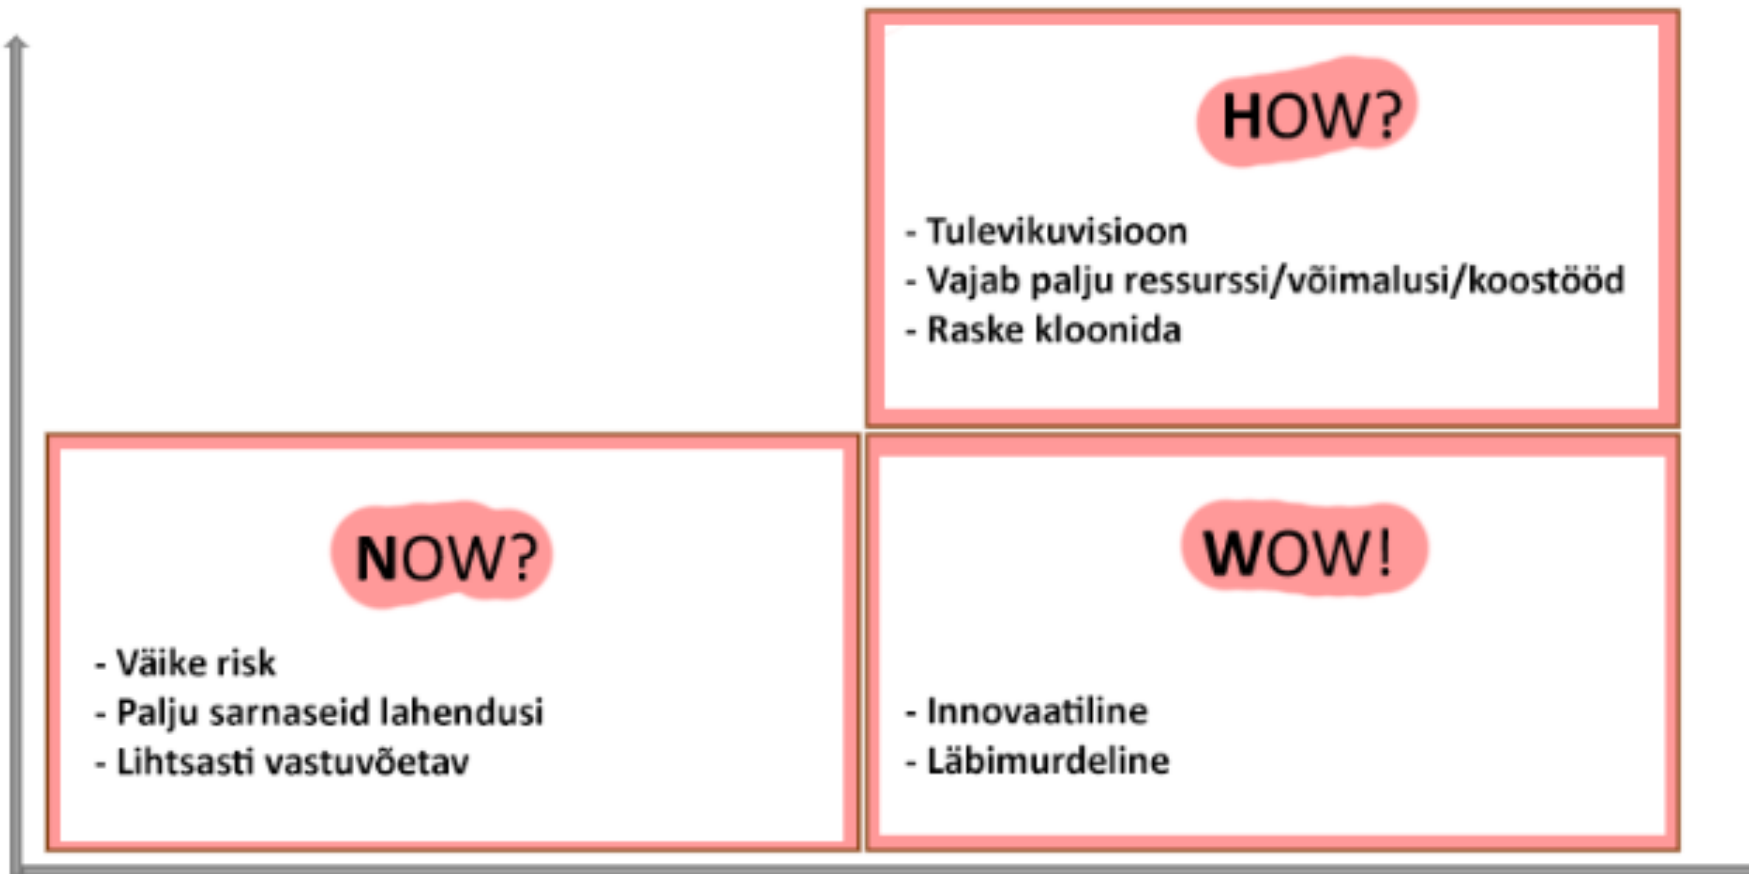 HOW?
- Tulevikuvisioon
- Vajab palju ressurssi/võimalusi/koostööd
- Raske kloonida
NOW?
- Väike risk
- Palju sarnaseid lahendusi
- Lihtsasti vastuvõetav
WOW!
- Innovaatiline
- Läbimurdeline